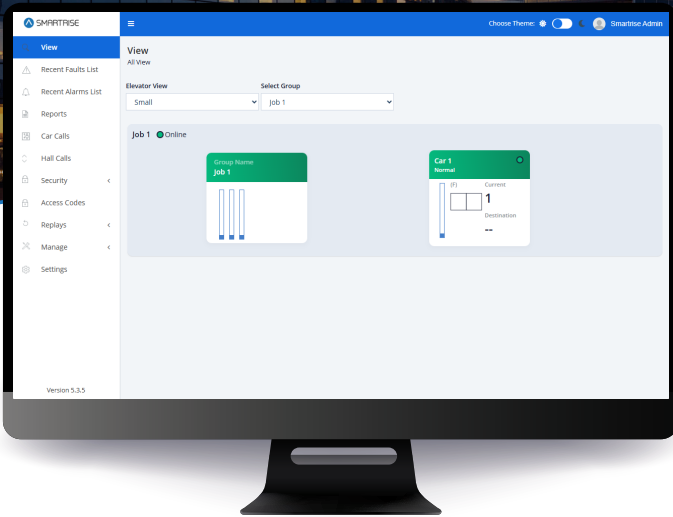 SMARTRISE
Choose Theme:
Smartrise Admin
View
Recent Faults List
Recent Alarms List
Reports
Car Calls
Hall Calls
Security
Access Codes
Replays
Manage
Settings
Version 5.3.5
View
All View
Elevator View
Select Group
Small
Job 1
Job 1 Online
Group Name
Job 1
Car 1
Normal
(F)
Current
1
Destination
--